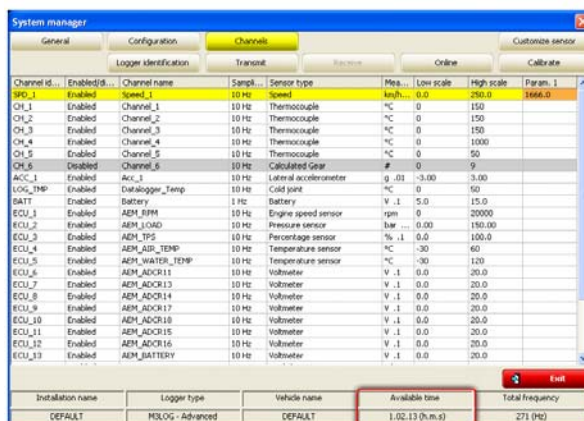 System manager
General Configuration Channels Customize sensor
Logger identification Transmit Receive Online Calibrate
Channel id... Enabled/di... Channel name Sampli... Sensor type Mea... Low scale High scale Param. 1
SPD_1 Enabled Speed_1 10 Hz Speed km/h... 0.0 250.0 1666.0
CH_1 Enabled Channel_1 10 Hz Thermocouple °C 0 150
CH_2 Enabled Channel_2 10 Hz Thermocouple °C 0 150
CH_3 Enabled Channel_3 10 Hz Thermocouple °C 0 150
CH_4 Enabled Channel_4 10 Hz Thermocouple °C 0 1000
CH_5 Enabled Channel_5 10 Hz Thermocouple °C 0 50
CH_6 Disabled Channel_6 10 Hz Calculated Gear # 0 9
ACC_1 Enabled Acc_1 10 Hz Lateral accelerometer g .01 -3.00 3.00
LOG_TMP Enabled Datalogger_Temp 10 Hz Cold joint °C 0 50
BATT Enabled Battery 1 Hz Battery V .1 5.0 15.0
ECU_1 Enabled AEM_RPM 10 Hz Engine speed sensor rpm 0 20000
ECU_2 Enabled AEM_LOAD 10 Hz Pressure sensor bar ... 0.00 150.00
ECU_3 Enabled AEM_TPS 10 Hz Percentage sensor % .1 0.0 100.0
ECU_4 Enabled AEM_AIR_TEMP 10 Hz Temperature sensor °C -30 60
ECU_5 Enabled AEM_WATER_TEMP 10 Hz Temperature sensor °C -30 120
ECU_6 Enabled AEM_ADCR11 10 Hz Voltmeter V .1 0.0 20.0
ECU_7 Enabled AEM_ADCR13 10 Hz Voltmeter V .1 0.0 20.0
ECU_8 Enabled AEM_ADCR14 10 Hz Voltmeter V .1 0.0 20.0
ECU_9 Enabled AEM_ADCR17 10 Hz Voltmeter V .1 0.0 20.0
ECU_10 Enabled AEM_ADCR18 10 Hz Voltmeter V .1 0.0 20.0
ECU_11 Enabled AEM_ADCR15 10 Hz Voltmeter V .1 0.0 20.0
ECU_12 Enabled AEM_ADCR16 10 Hz Voltmeter V .1 0.0 20.0
ECU_13 Enabled AEM_BATTERY 10 Hz Voltmeter V .1 0.0 20.0
Exit
Installation name Logger type Vehicle name Available time Total frequency
DEFAULT M3LOG - Advanced DEFAULT 1.02.13 (h.m.s) 271 (Hz)